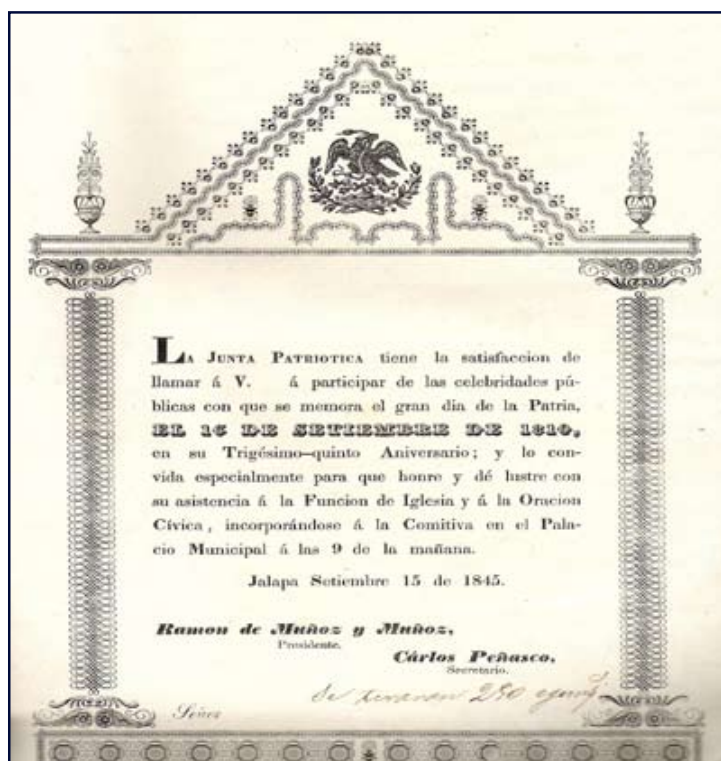 LA JUNTA PATRIOTICA tiene la satisfaccion de
llamar á V. á participar de las celebridades pú-
blicas con que se memora el gran dia de la Patria,
EL 16 DE SETIEMBRE DE 1810,
en su Trigésimo-quinto Aniversario; y lo con-
vida especialmente para que honre y dé lustre con
su asistencia á la Funcion de Iglesia y á la Oracion
Cívica, incorporándose á la Comitiva en el Pala-
cio Municipal á las 9 de la mañana.
Jalapa Setiembre 15 de 1845.
Ramon de Muñoz y Muñoz,
Presidente.
Cárlos Peñasco,
Secretario.
Se 250
Señor